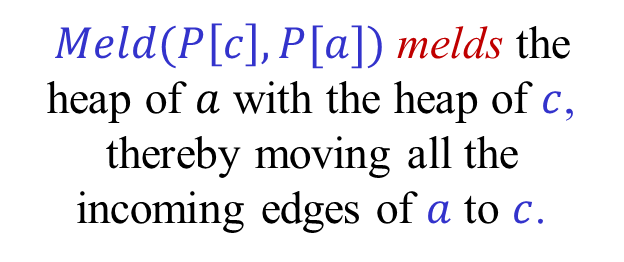 Meld(P[c], P[a]) melds the
heap of a with the heap of c,
thereby moving all the
incoming edges of a to c.